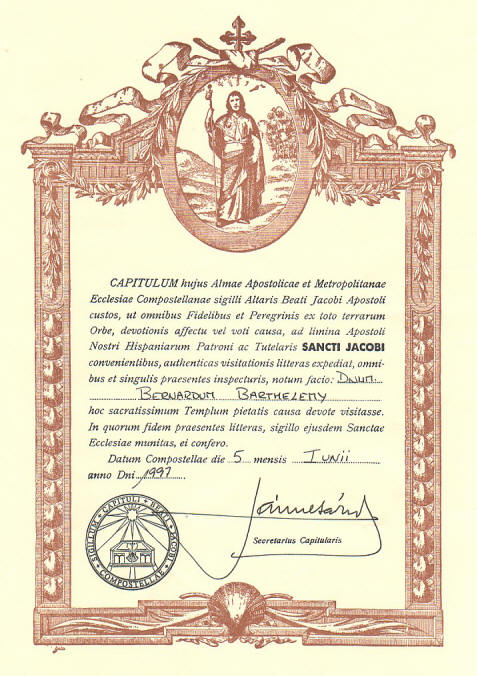 CAPITULUM hujus Almae Apostolicae et Metropolitanae
Ecclesiae Compostellanae sigilli Altaris Beati Jacobi Apostoli
custos, ut omnibus Fidelibus et Peregrinis ex toto terrarum
Orbe, devotionis affectu vel voti causa, ad limina Apostoli
Nostri Hispaniarum Patroni ac Tutelaris SANCTI JACOBI
convenientibus, authenticas visitationis litteras expediat, omni-
bus et singulis praesentes inspecturis, notum facio: DNUM
BERNARDUM BARTHELEMY
hoc sacratissimum Templum pietatis causa devote visitasse.
In quorum fidem praesentes litteras, sigillo ejusdem Sanctae
Ecclesiae munitas, ei confero.
Datum Compostellae die 5 mensis IUNII
anno Dni 1997
Secretarius Capitularis
SIGILLUM CAPITULI BEATI JACOBI COMPOSTELLAE